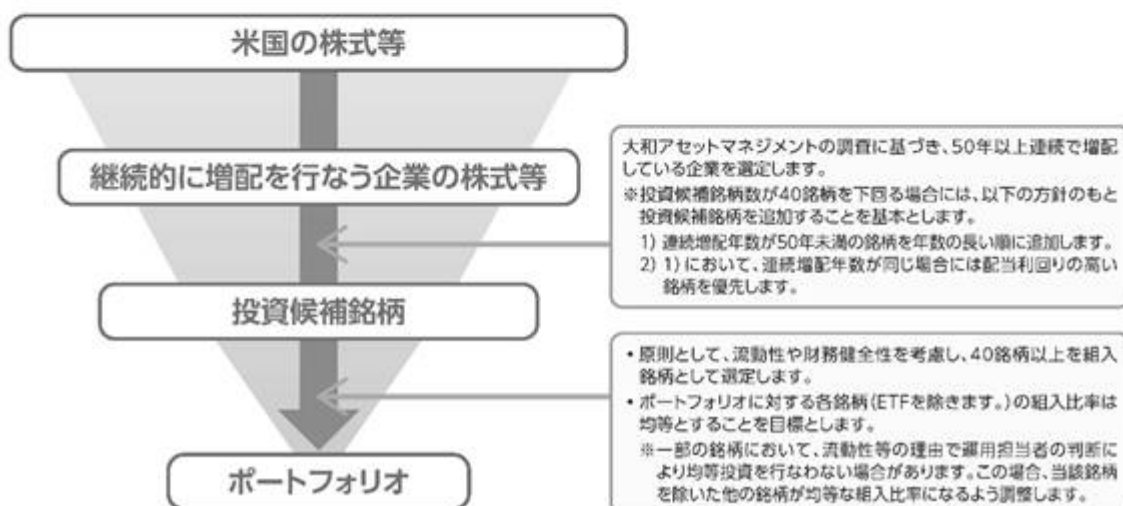 米国の株式等
継続的に増配を行なう企業の株式等
大和アセットマネジメントの調査に基づき、50年以上連続で増配
している企業を選定します。
※投資候補銘柄数が40銘柄を下回る場合には、以下の方針のもと
投資候補銘柄を追加することを基本とします。
1) 連続増配年数が50年未満の銘柄を年数の長い順に追加します。
2) 1)において、連続増配年数が同じ場合には配当利回りの高い
銘柄を優先します。
投資候補銘柄
• 原則として、流動性や財務健全性を考慮し、40銘柄以上を組入
銘柄として選定します。
• ポートフォリオに対する各銘柄(ETFを除きます。)の組入比率は
均等とすることを目標とします。
※一部の銘柄において、流動性等の理由で運用担当者の判断に
より均等投資を行なわない場合があります。この場合、当該銘柄
を除いた他の銘柄が均等な組入比率になるよう調整します。
ポートフォリオ